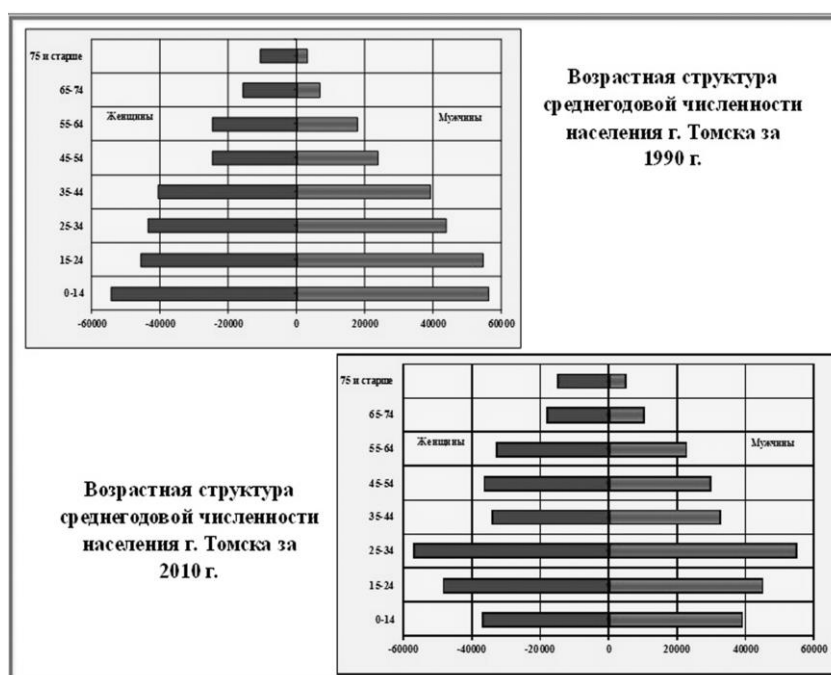 75 и старше
65-74
55-64
Женщины
Мужчины
45-54
35-44
25-34
15-24
0-14
-60000 -40000 -20000 0 20000 40000 60000
Возрастная структура
среднегодовой численности
населения г. Томска за
1990 г.
75 и старше
65-74
Женщины
Мужчины
55-64
45-54
35-44
25-34
15-24
0-14
-60000 -40000 -20000 0 20000 40000 60000
Возрастная структура
среднегодовой численности
населения г. Томска за
2010 г.